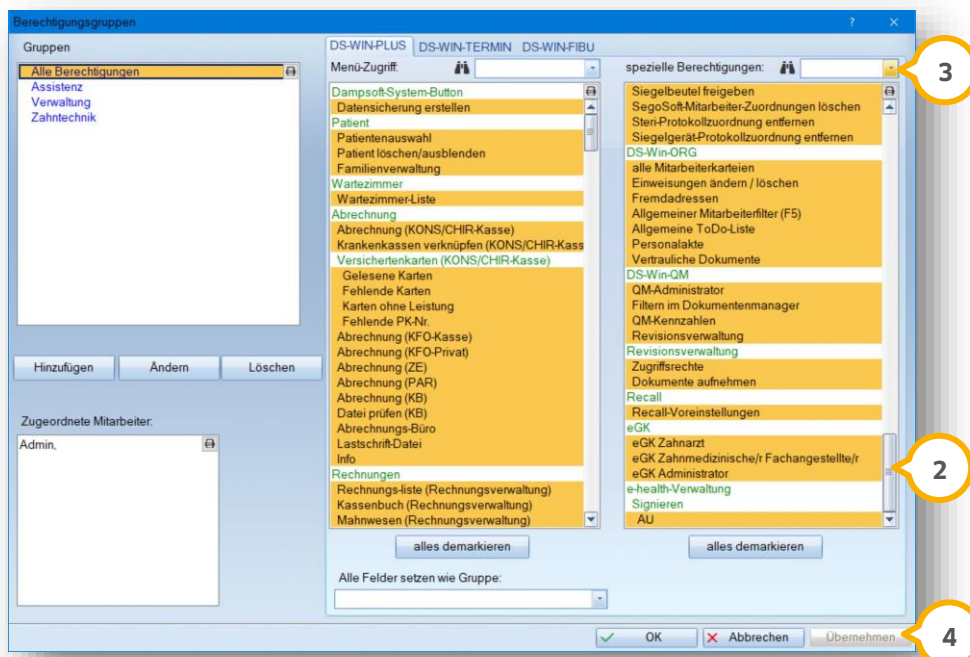 Berechtigungsgruppen
Gruppen
Alle Berechtigungen
Assistenz
Verwaltung
Zahntechnik
Hinzufügen
Ändern
Löschen
Zugeordnete Mitarbeiter:
Admin,
DS-WIN-PLUS
DS-WIN-TERMIN
DS-WIN-FIBU
Menü-Zugriff:
Dampsoft-System-Button
Datensicherung erstellen
Patient
Patientenauswahl
Patient löschen/ausblenden
Familienverwaltung
Wartezimmer
Wartezimmer-Liste
Abrechnung
Abrechnung (KONS/CHIR-Kasse)
Krankenkassen verknüpfen (KONS/CHIR-Kass
Versichertenkarten (KONS/CHIR-Kasse)
Gelesene Karten
Fehlende Karten
Karten ohne Leistung
Fehlende PK-Nr.
Abrechnung (KFO-Kasse)
Abrechnung (KFO-Privat)
Abrechnung (ZE)
Abrechnung (PAR)
Abrechnung (KB)
Datei prüfen (KB)
Abrechnungs-Büro
Lastschrift-Datei
Info
Rechnungen
Rechnungs-liste (Rechnungsverwaltung)
Kassenbuch (Rechnungsverwaltung)
Mahnwesen (Rechnungsverwaltung)
alles demarkieren
Alle Felder setzen wie Gruppe:
spezielle Berechtigungen:
3
Siegelbeutel freigeben
SegoSoft-Mitarbeiter-Zuordnungen löschen
Steri-Protokollzuordnung entfernen
Siegelgerät-Protokollzuordnung entfernen
DS-Win-ORG
alle Mitarbeiterkarteien
Einweisungen ändern / löschen
Fremdadressen
Allgemeiner Mitarbeiterfilter (F5)
Allgemeine ToDo-Liste
Personalakte
Vertrauliche Dokumente
DS-Win-QM
QM-Administrator
Filtern im Dokumentenmanager
QM-Kennzahlen
Revisionsverwaltung
Revisionsverwaltung
Zugriffsrechte
Dokumente aufnehmen
Recall
Recall-Voreinstellungen
eGK
eGK Zahnarzt
eGK Zahnmedizinische/r Fachangestellte/r
eGK Administrator
2
e-health-Verwaltung
Signieren
AU
alles demarkieren
OK
Abbrechen
Übernehmen
4